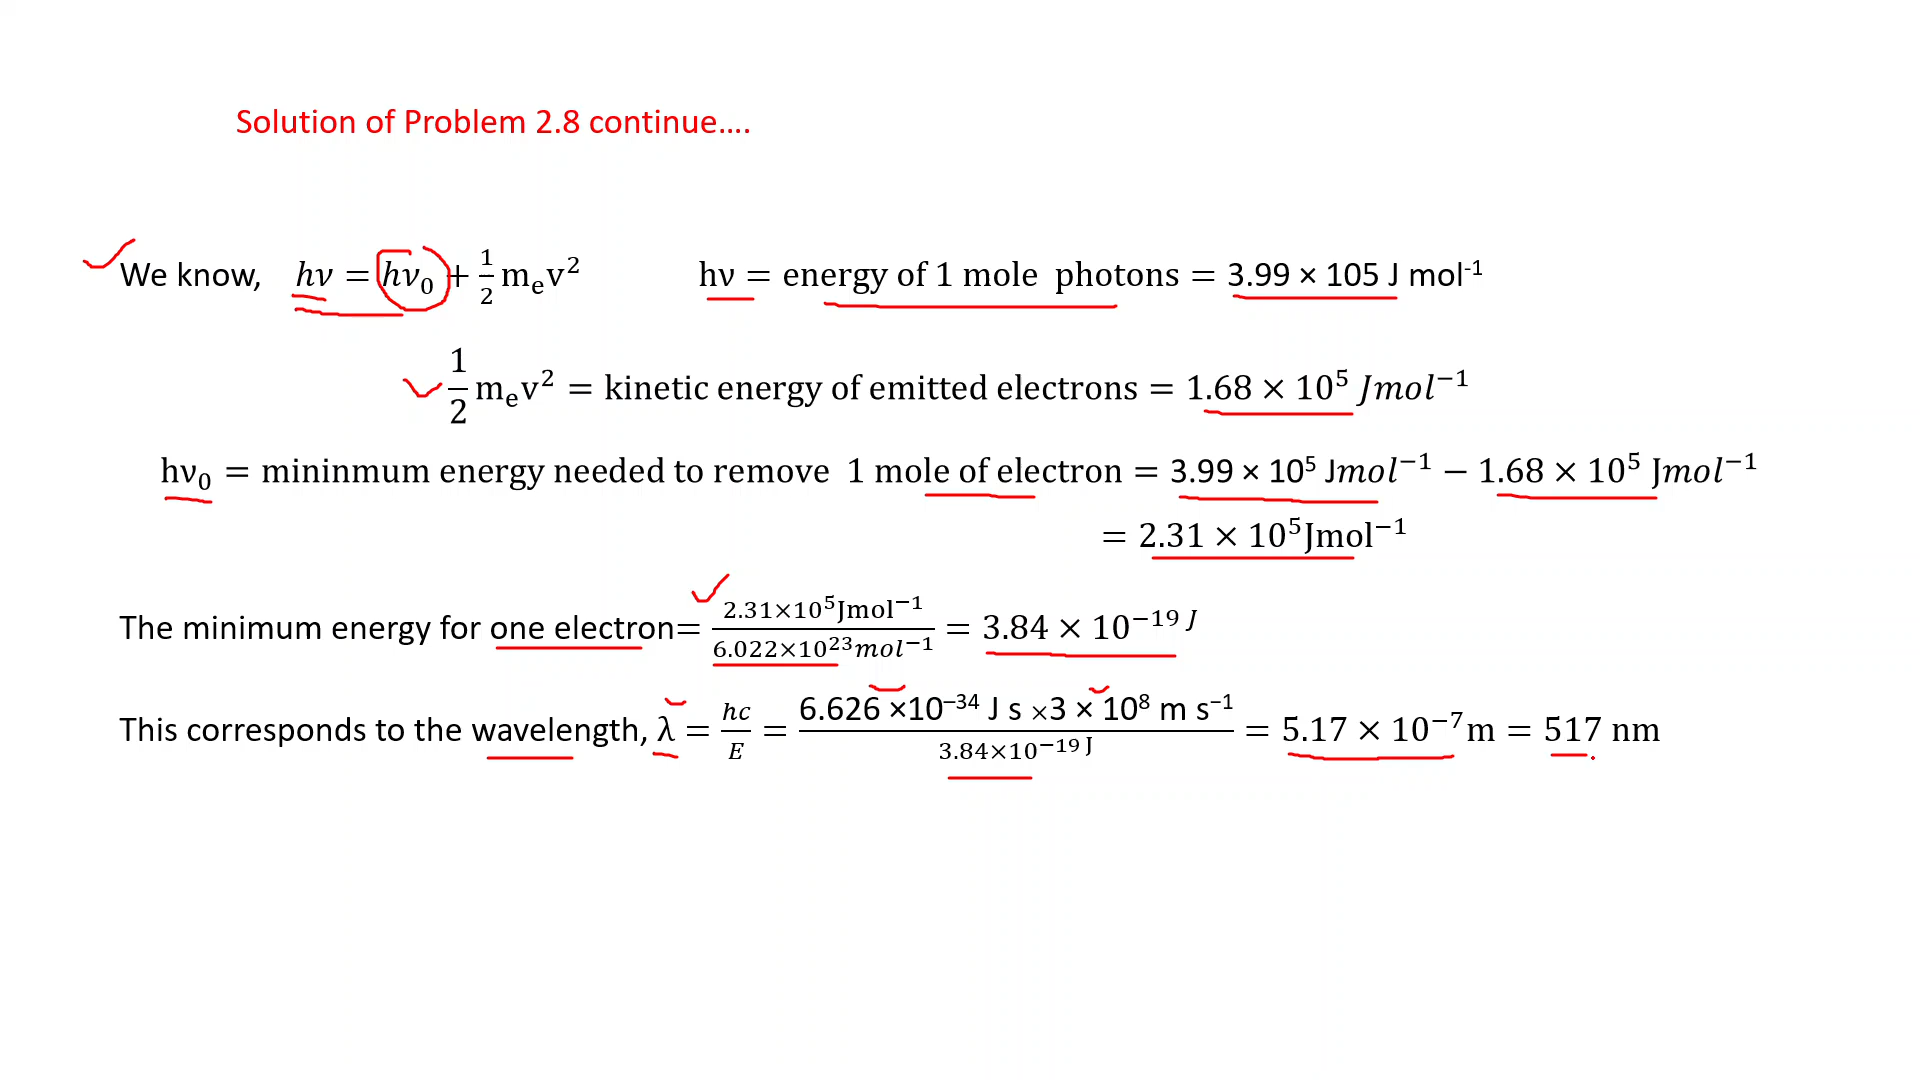 Solution of Problem 2.8 continue....
We know, hν = hν₀ + 1/2 mₑv² hν = energy of 1 mole photons = 3.99 × 105 J mol⁻¹
1/2 mₑv² = kinetic energy of emitted electrons = 1.68 × 10⁵ Jmol⁻¹
hν₀ = mininmum energy needed to remove 1 mole of electron = 3.99 × 10⁵ Jmol⁻¹ − 1.68 × 10⁵ Jmol⁻¹
= 2.31 × 10⁵Jmol⁻¹
The minimum energy for one electron= 2.31×10⁵Jmol⁻¹/6.022×10²³mol⁻¹ = 3.84 × 10⁻¹⁹ J
This corresponds to the wavelength, λ = hc/E = 6.626 ×10⁻³⁴ J s ×3 × 10⁸ m s⁻¹/3.84×10⁻¹⁹ J = 5.17 × 10⁻⁷m = 517 nm